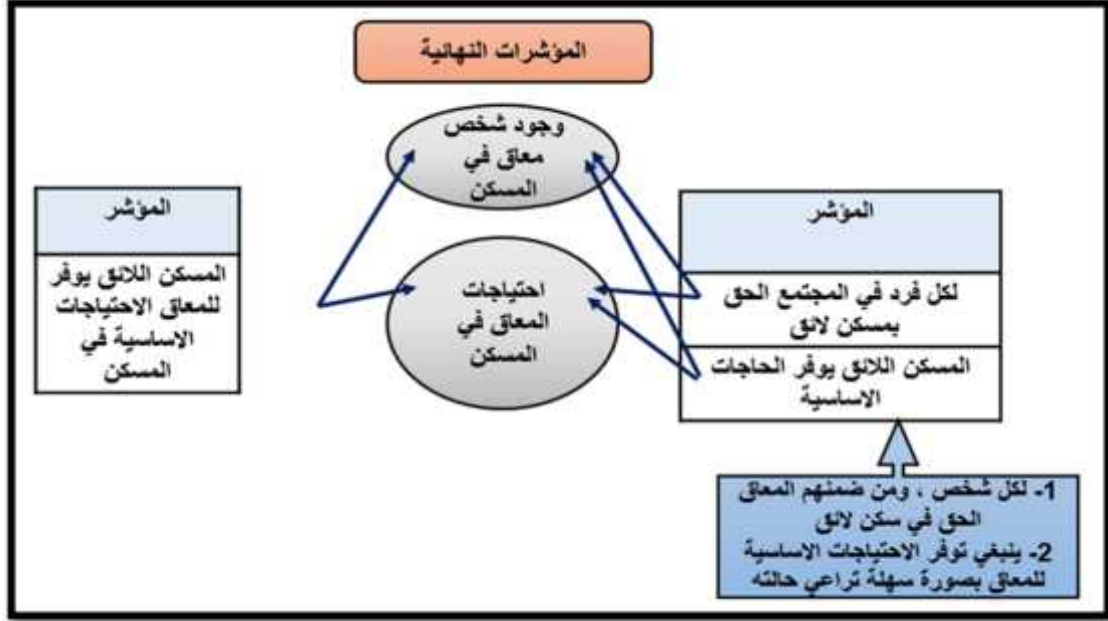 المؤشرات النهائية
وجود شخص
معاق في
المسكن
احتياجات
المعاق في
المسكن
المؤشر
لكل فرد في المجتمع الحق
بمسكن لائق
المسكن اللائق يوفر الحاجات
الاساسية
1- لكل شخص ، ومن ضمنهم المعاق
الحق في سكن لائق
2- ينبغي توفر الاحتياجات الاساسية
للمعاق بصورة سهلة تراعي حالته
المؤشر
المسكن اللائق يوفر
للمعاق الاحتياجات
الاساسية في
المسكن